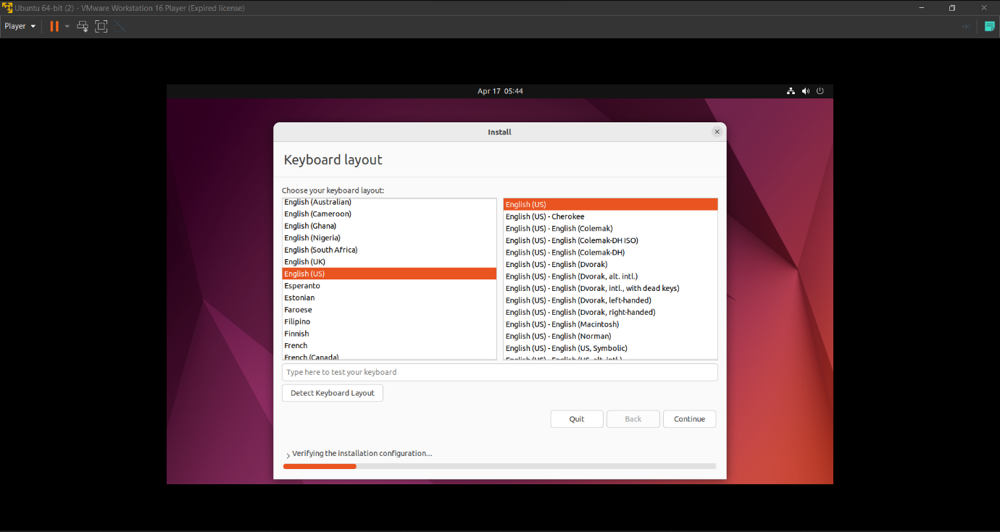 Ubuntu 64-bit (2) - VMware Workstation 16 Player (Expired license)
Player
Apr 17 05:44
Install
Keyboard layout
Choose your keyboard layout:
English (Australian)
English (Cameroon)
English (Ghana)
English (Nigeria)
English (South Africa)
English (UK)
English (US)
Esperanto
Estonian
Faroese
Filipino
Finnish
French
French (Canada)
English (US)
English (US) - Cherokee
English (US) - English (Colemak)
English (US) - English (Colemak-DH ISO)
English (US) - English (Colemak-DH)
English (US) - English (Dvorak)
English (US) - English (Dvorak, alt. intl.)
English (US) - English (Dvorak, intl., with dead keys)
English (US) - English (Dvorak, left-handed)
English (US) - English (Dvorak, right-handed)
English (US) - English (Macintosh)
English (US) - English (Norman)
English (US) - English (US, Symbolic)
English (US) - English (US, alt. intl.)
Type here to test your keyboard
Detect Keyboard Layout
Quit
Back
Continue
Verifying the installation configuration...